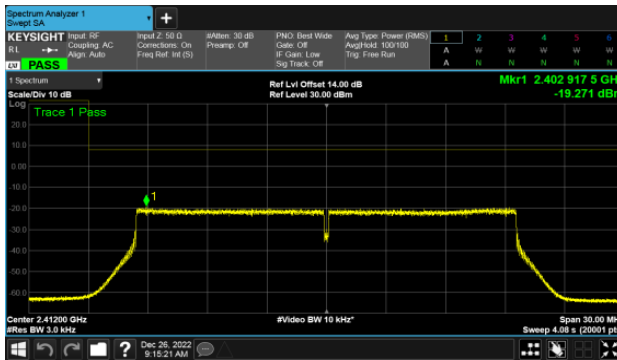 Spectrum Analyzer 1
Swept SA
+
KEYSIGHT Input: RF Input Z: 50 Ω #Atten: 30 dB PNO: Best Wide Avg Type: Power (RMS) 1 2 3 4 5 6
RL Coupling: AC Corrections: On Preamp: Off Gate: Off Avg|Hold: 100/100 A W W W W W
Align: Auto Freq Ref: Int (S) IF Gain: Low Trig: Free Run
LXI PASS Sig Track: Off A N N N N N
1 Spectrum Ref Lvl Offset 14.00 dB Mkr1 2.402 917 5 GH
Scale/Div 10 dB Ref Level 30.00 dBm -19.271 dBr
Log
Trace 1 Pass
20.0
10.0
0.00
-10.0
1
-20.0
-30.0
-40.0
-50.0
-60.0
Center 2.41200 GHz #Video BW 10 kHz* Span 30.00 MH
#Res BW 3.0 kHz Sweep 4.08 s (20001 pt
? Dec 26, 2022
9:15:21 AM